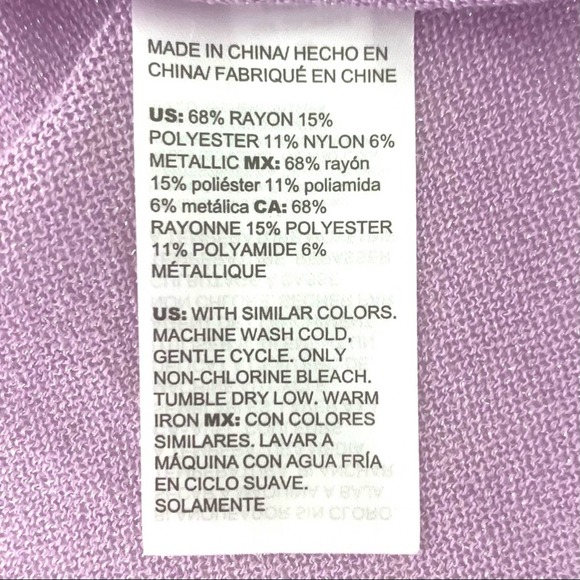 MADE IN CHINA/ HECHO EN
CHINA/ FABRIQUÉ EN CHINE
US: 68% RAYON 15%
POLYESTER 11% NYLON 6%
METALLIC MX: 68% rayón
15% poliéster 11% poliamida
6% metálica CA: 68%
RAYONNE 15% POLYESTER
11% POLYAMIDE 6%
MÉTALLIQUE
US: WITH SIMILAR COLORS.
MACHINE WASH COLD,
GENTLE CYCLE. ONLY
NON-CHLORINE BLEACH.
TUMBLE DRY LOW. WARM
IRON MX: CON COLORES
SIMILARES. LAVAR A
MÁQUINA CON AGUA FRÍA
EN CICLO SUAVE.
SOLAMENTE